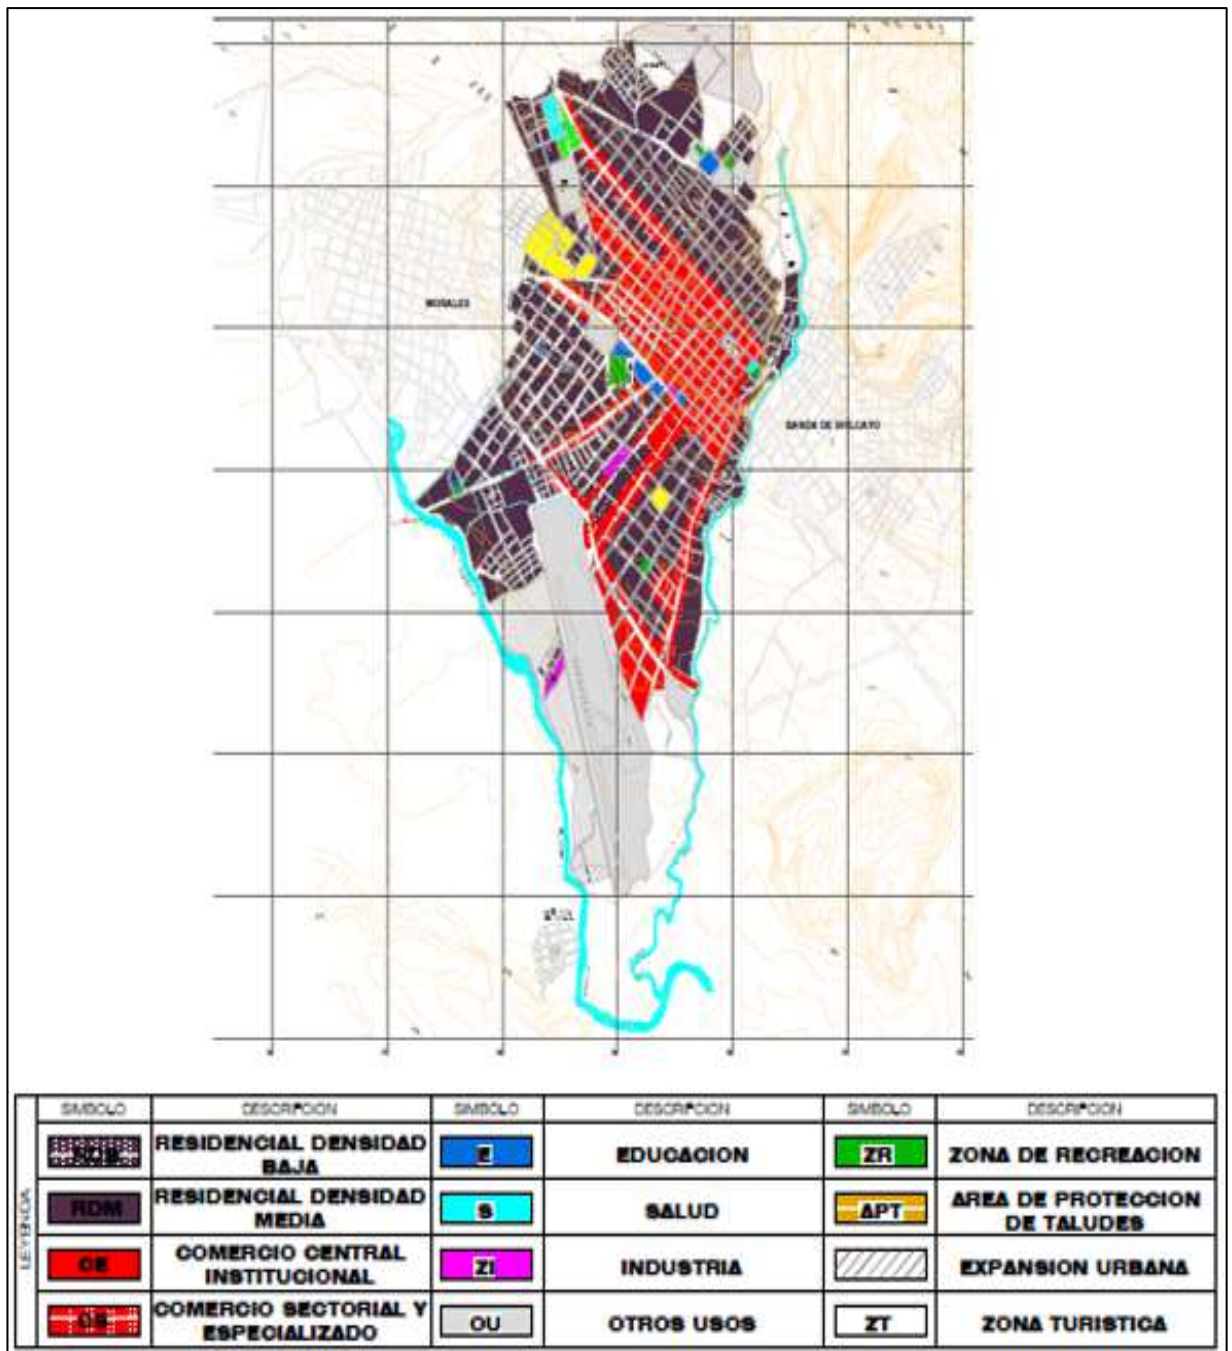 MORALES
BANDA DE SHILCAYO
LEYENDA
SIMBOLO DESCRIPCION SIMBOLO DESCRIPCION SIMBOLO DESCRIPCION
RDB RESIDENCIAL DENSIDAD
BAJA
E EDUCACION
ZR ZONA DE RECREACION
RDM RESIDENCIAL DENSIDAD
MEDIA
S SALUD
APT AREA DE PROTECCION
DE TALUDES
CE COMERCIO CENTRAL
INSTITUCIONAL
ZI INDUSTRIA
EXPANSION URBANA
CS COMERCIO SECTORIAL Y
ESPECIALIZADO
OU OTROS USOS
ZT ZONA TURISTICA